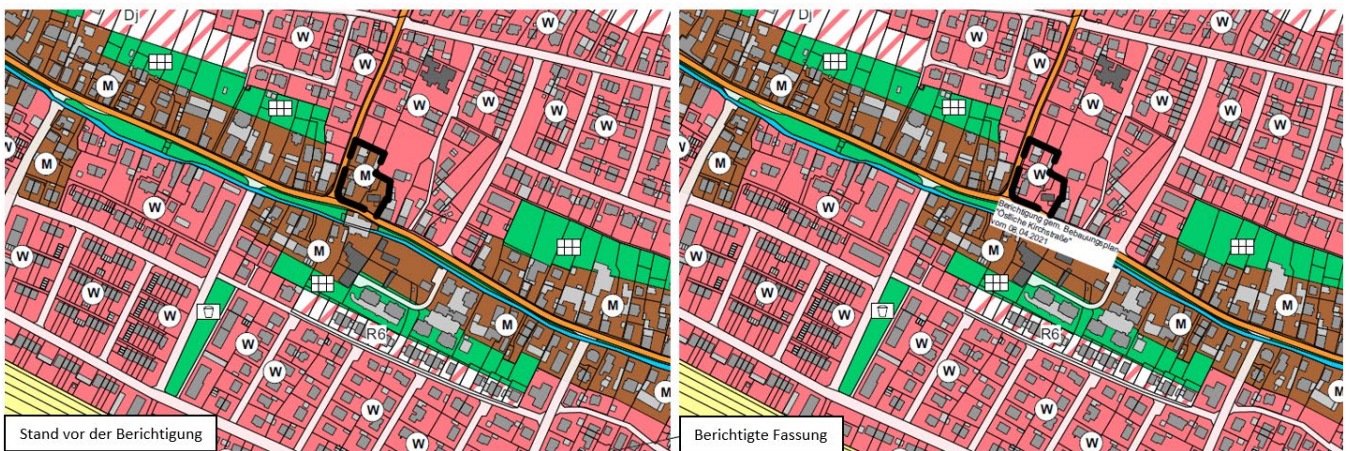 Dj
W
W
W
W
W
W
W
M
M
M
W
W
M
M
M
W
W
W
R6
W
W
W
W
W
Stand vor der Berichtigung
Dj
W
W
W
W
W
W
W
M
M
W
W
W
Berichtigung gem. Bebauungsplan
"Östliche Kirchstraße"
vom 08.04.2021
M
M
M
M
W
W
W
R6
W
W
W
W
W
Berichtigte Fassung